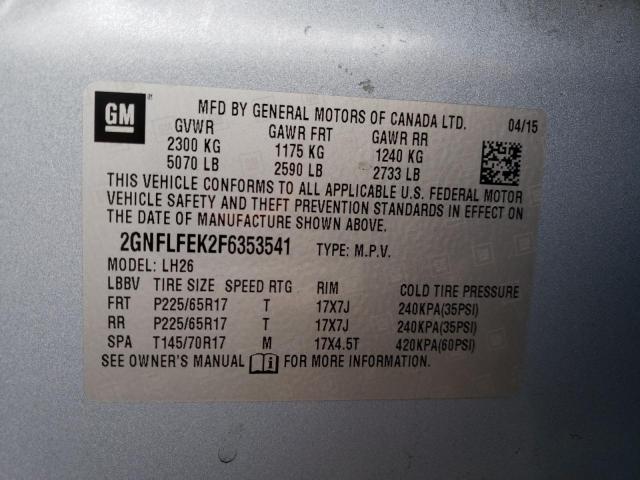 GM
MFD BY GENERAL MOTORS OF CANADA LTD. 04/15
GVWR GAWR FRT GAWR RR
2300 KG 1175 KG 1240 KG
5070 LB 2590 LB 2733 LB
THIS VEHICLE CONFORMS TO ALL APPLICABLE U.S. FEDERAL MOTOR
VEHICLE SAFETY AND THEFT PREVENTION STANDARDS IN EFFECT ON
THE DATE OF MANUFACTURE SHOWN ABOVE.
2GNFLFEK2F6353541 TYPE: M.P.V.
MODEL: LH26
LBBV TIRE SIZE SPEED RTG RIM COLD TIRE PRESSURE
FRT P225/65R17 T 17X7J 240KPA(35PSI)
RR P225/65R17 T 17X7J 240KPA(35PSI)
SPA T145/70R17 M 17X4.5T 420KPA(60PSI)
SEE OWNER'S MANUAL FOR MORE INFORMATION.